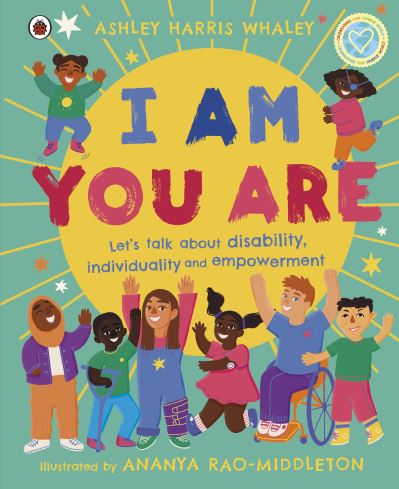 ASHLEY HARRIS WHALEY
I AM
YOU ARE
Let's talk about disability,
individuality and empowerment
Illustrated by ANANYA RAO-MIDDLETON